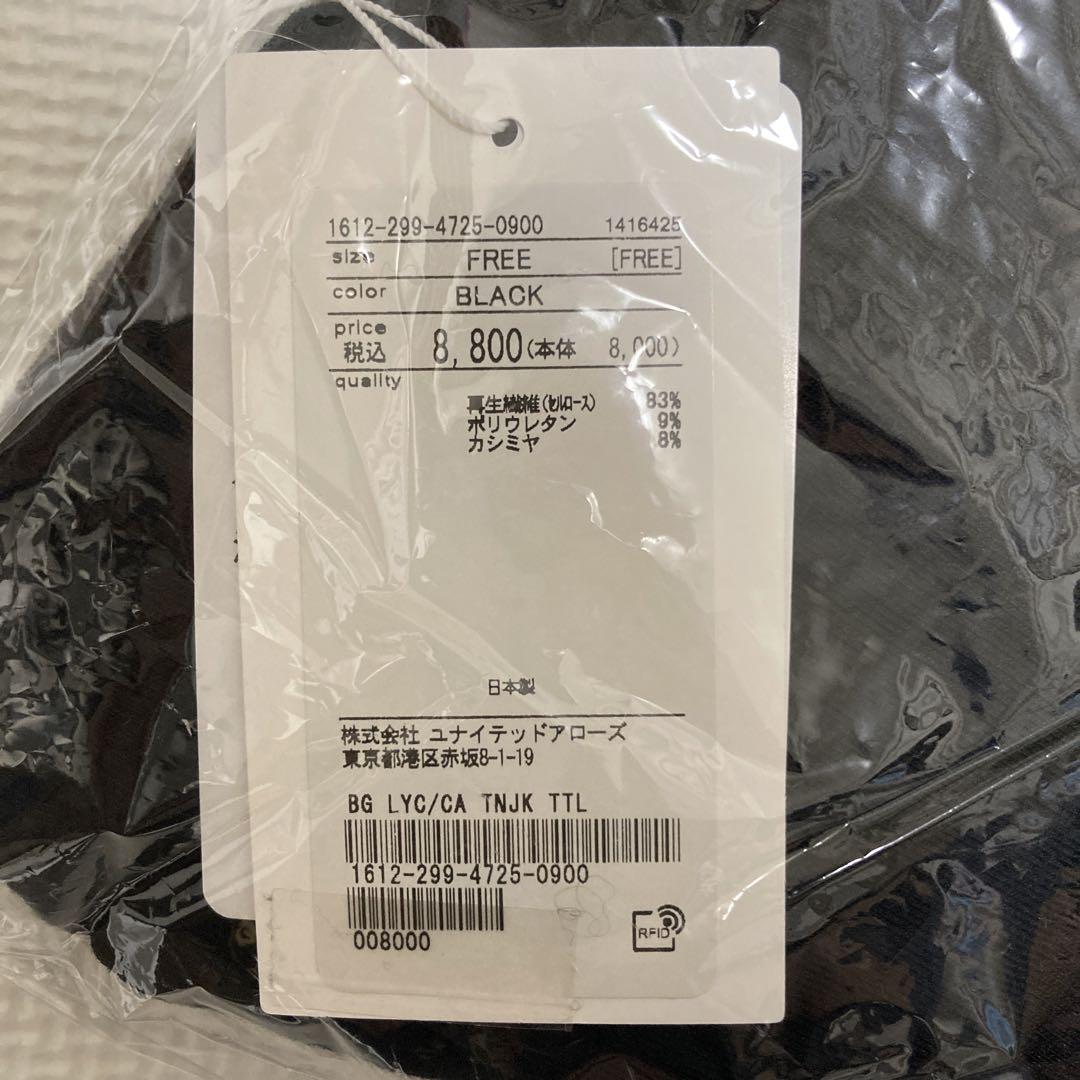 1612-299-4725-0900 1416425
size FREE [FREE]
color BLACK
price
税込 8,800(本体 8,000)
quality
再生繊維(セルロース) 83%
ポリウレタン 9%
カシミヤ 8%
日本製
株式会社 ユナイテッドアローズ
東京都港区赤坂8-1-19
BG LYC/CA TNJK TTL
1612-299-4725-0900
008000
RFID